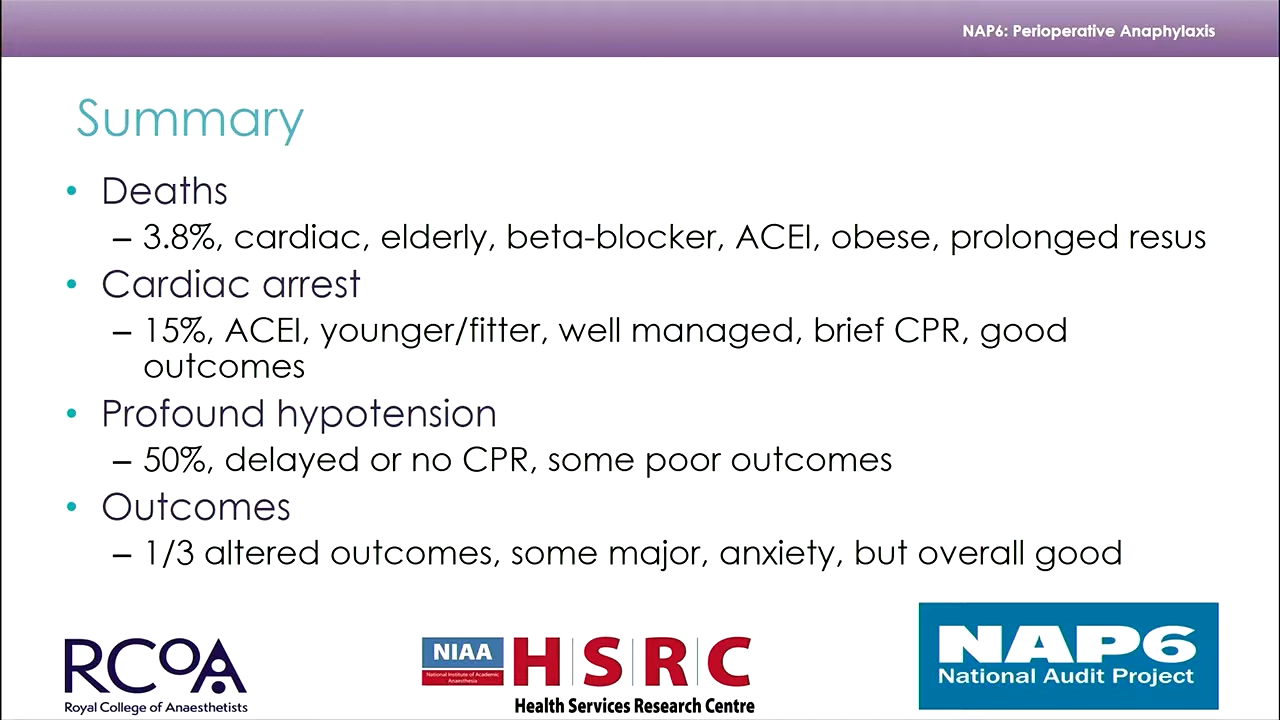 NAP6: Perioperative Anaphylaxis
Summary
• Deaths
– 3.8%, cardiac, elderly, beta-blocker, ACEI, obese, prolonged resus
• Cardiac arrest
– 15%, ACEI, younger/fitter, well managed, brief CPR, good
outcomes
• Profound hypotension
– 50%, delayed or no CPR, some poor outcomes
• Outcomes
– 1/3 altered outcomes, some major, anxiety, but overall good
RCOA
Royal College of Anaesthetists
NIAA
National Institute of Academic
Anaesthesia
HSRC
Health Services Research Centre
NAP6
National Audit Project